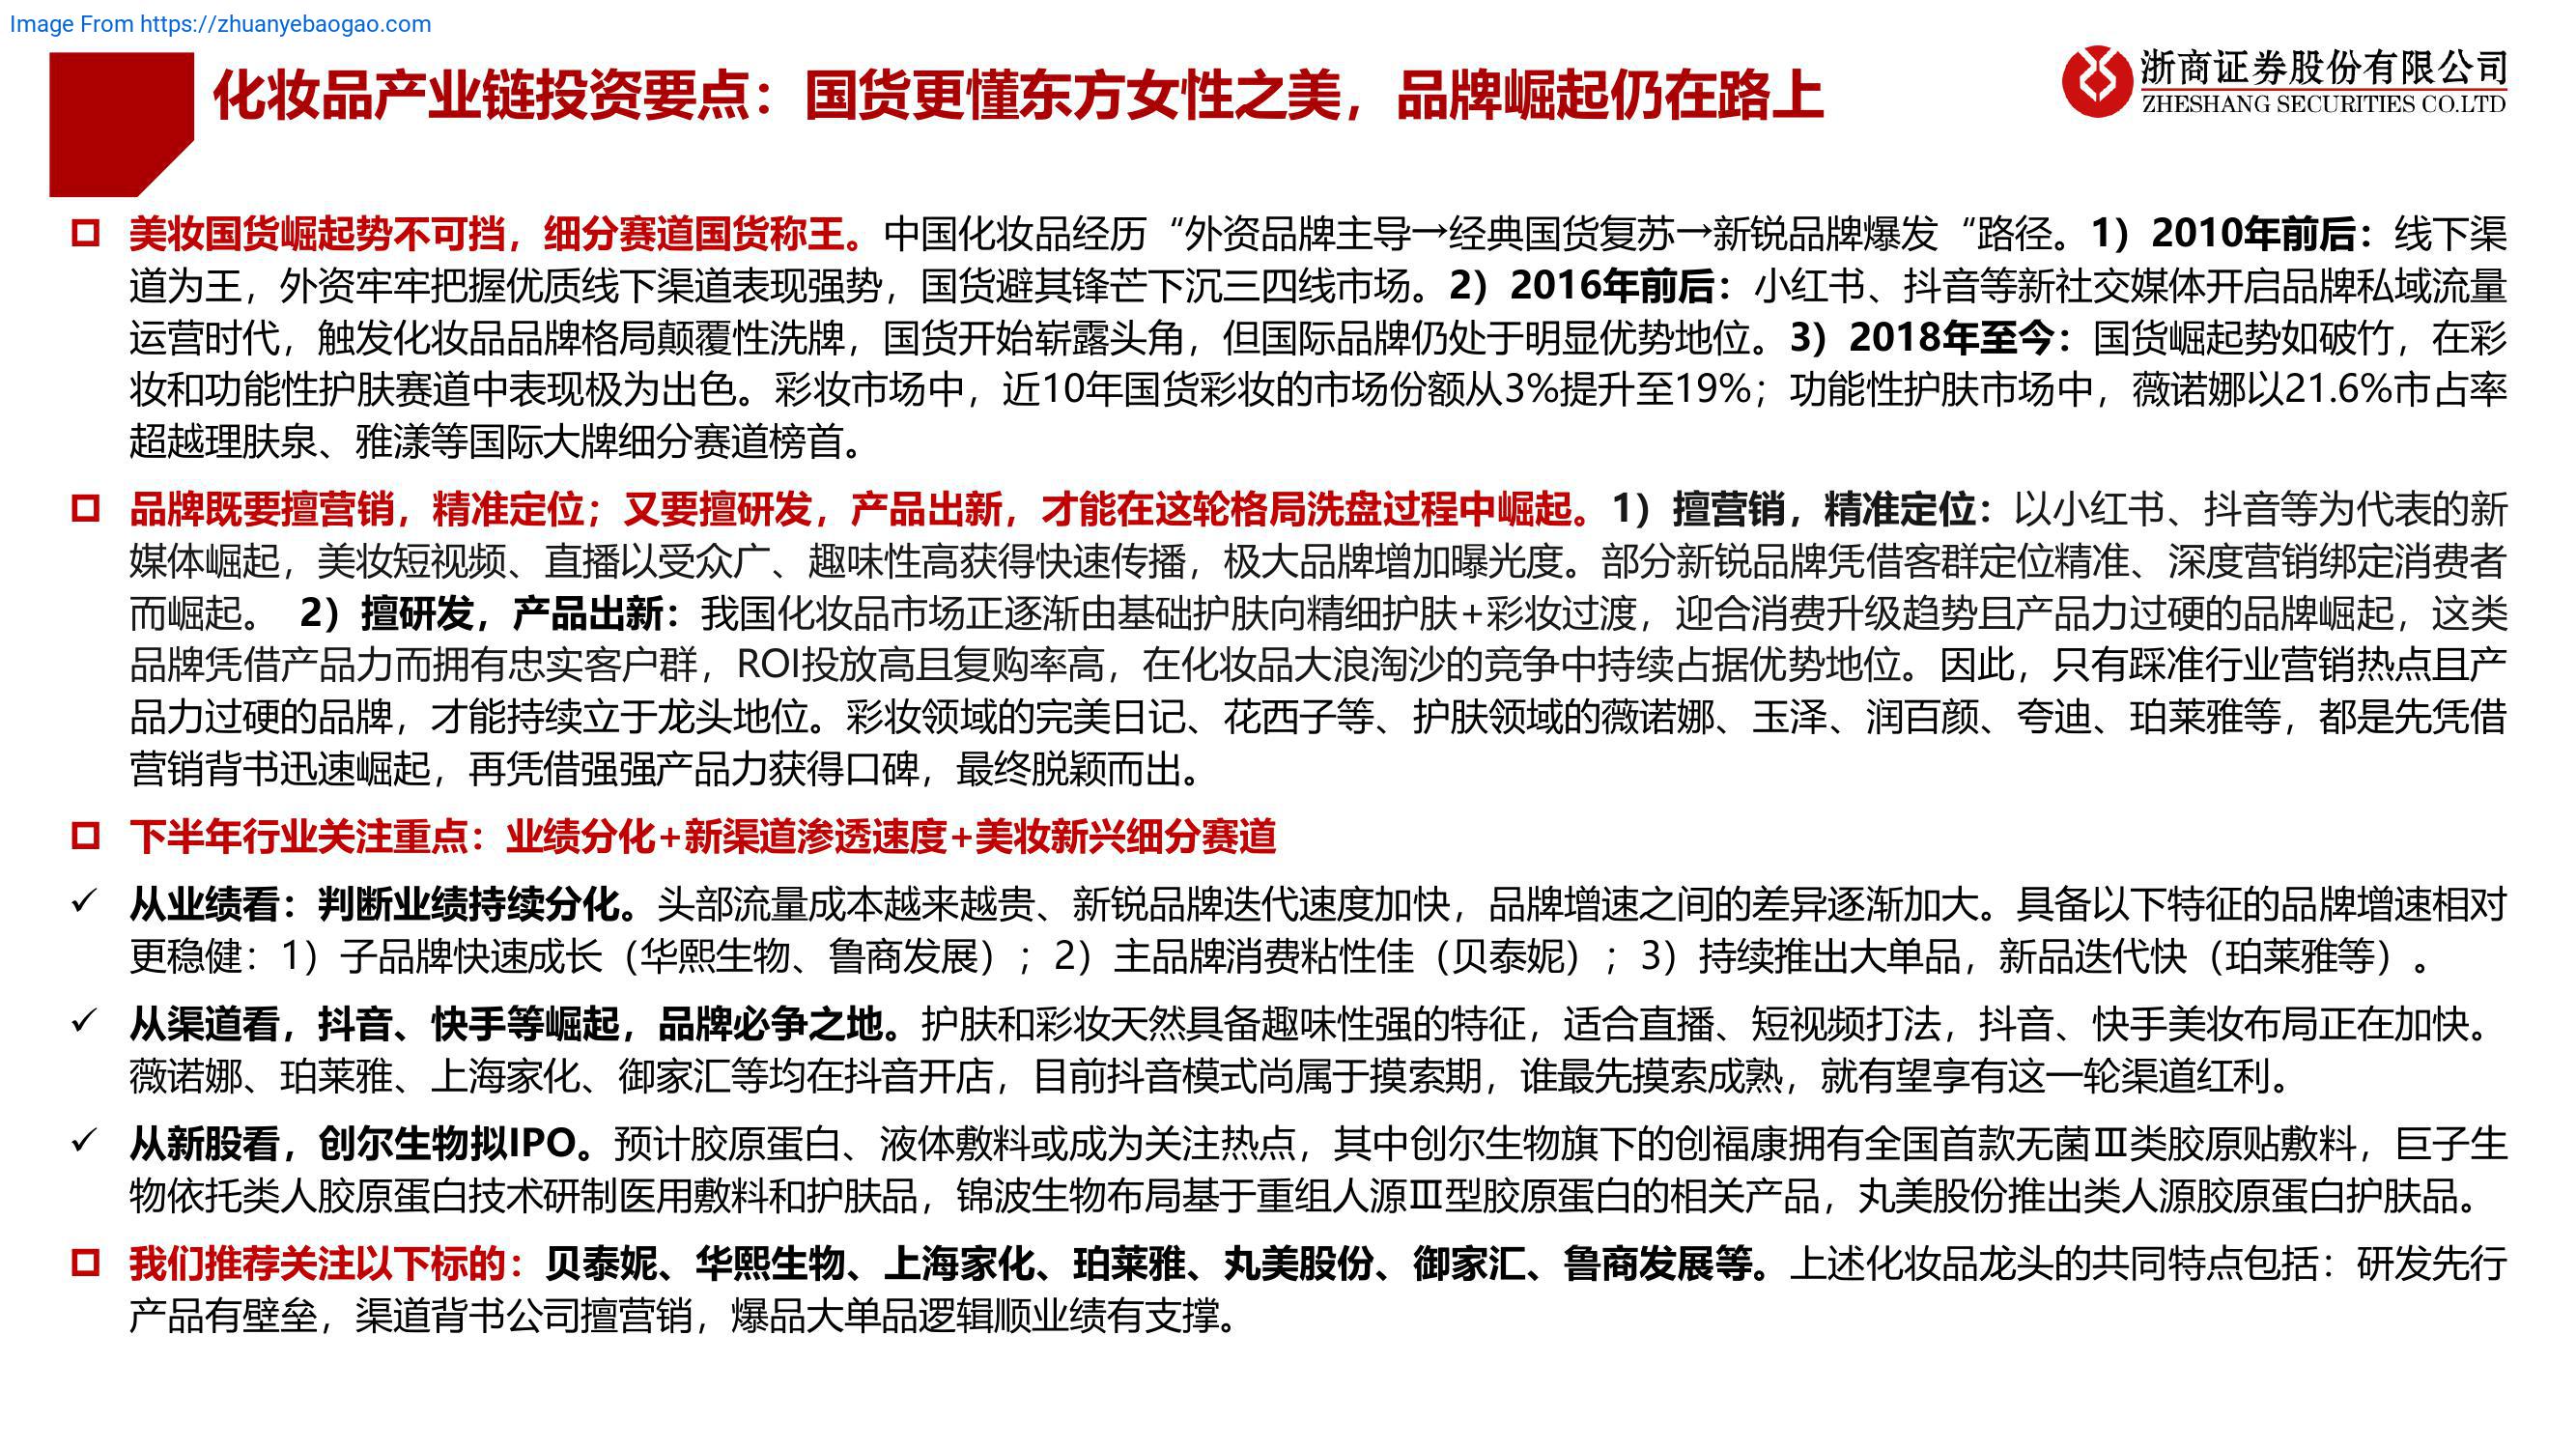 Image From https://zhuanyebaogao.com
化妆品产业链投资要点：国货更懂东方女性之美，品牌崛起仍在路上
浙商证券股份有限公司
ZHESHANG SECURITIES CO.LTD
美妆国货崛起势不可挡，细分赛道国货称王。中国化妆品经历“外资品牌主导→经典国货复苏→新锐品牌爆发“路径。1）2010年前后：线下渠
道为王，外资牢牢把握优质线下渠道表现强势，国货避其锋芒下沉三四线市场。2）2016年前后：小红书、抖音等新社交媒体开启品牌私域流量
运营时代，触发化妆品品牌格局颠覆性洗牌，国货开始崭露头角，但国际品牌仍处于明显优势地位。3）2018年至今：国货崛起势如破竹，在彩
妆和功能性护肤赛道中表现极为出色。彩妆市场中，近10年国货彩妆的市场份额从3%提升至19%；功能性护肤市场中，薇诺娜以21.6%市占率
超越理肤泉、雅漾等国际大牌细分赛道榜首。
品牌既要擅营销，精准定位；又要擅研发，产品出新，才能在这轮格局洗盘过程中崛起。1）擅营销，精准定位：以小红书、抖音等为代表的新
媒体崛起，美妆短视频、直播以受众广、趣味性高获得快速传播，极大品牌增加曝光度。部分新锐品牌凭借客群定位精准、深度营销绑定消费者
而崛起。 2）擅研发，产品出新：我国化妆品市场正逐渐由基础护肤向精细护肤+彩妆过渡，迎合消费升级趋势且产品力过硬的品牌崛起，这类
品牌凭借产品力而拥有忠实客户群，ROI投放高且复购率高，在化妆品大浪淘沙的竞争中持续占据优势地位。因此，只有踩准行业营销热点且产
品力过硬的品牌，才能持续立于龙头地位。彩妆领域的完美日记、花西子等、护肤领域的薇诺娜、玉泽、润百颜、夸迪、珀莱雅等，都是先凭借
营销背书迅速崛起，再凭借强强产品力获得口碑，最终脱颖而出。
下半年行业关注重点：业绩分化+新渠道渗透速度+美妆新兴细分赛道
从业绩看：判断业绩持续分化。头部流量成本越来越贵、新锐品牌迭代速度加快，品牌增速之间的差异逐渐加大。具备以下特征的品牌增速相对
更稳健：1）子品牌快速成长（华熙生物、鲁商发展）；2）主品牌消费粘性佳（贝泰妮）；3）持续推出大单品，新品迭代快（珀莱雅等）。
从渠道看，抖音、快手等崛起，品牌必争之地。护肤和彩妆天然具备趣味性强的特征，适合直播、短视频打法，抖音、快手美妆布局正在加快。
薇诺娜、珀莱雅、上海家化、御家汇等均在抖音开店，目前抖音模式尚属于摸索期，谁最先摸索成熟，就有望享有这一轮渠道红利。
从新股看，创尔生物拟IPO。预计胶原蛋白、液体敷料或成为关注热点，其中创尔生物旗下的创福康拥有全国首款无菌Ⅲ类胶原贴敷料，巨子生
物依托类人胶原蛋白技术研制医用敷料和护肤品，锦波生物布局基于重组人源Ⅲ型胶原蛋白的相关产品，丸美股份推出类人源胶原蛋白护肤品。
我们推荐关注以下标的：贝泰妮、华熙生物、上海家化、珀莱雅、丸美股份、御家汇、鲁商发展等。上述化妆品龙头的共同特点包括：研发先行
产品有壁垒，渠道背书公司擅营销，爆品大单品逻辑顺业绩有支撑。